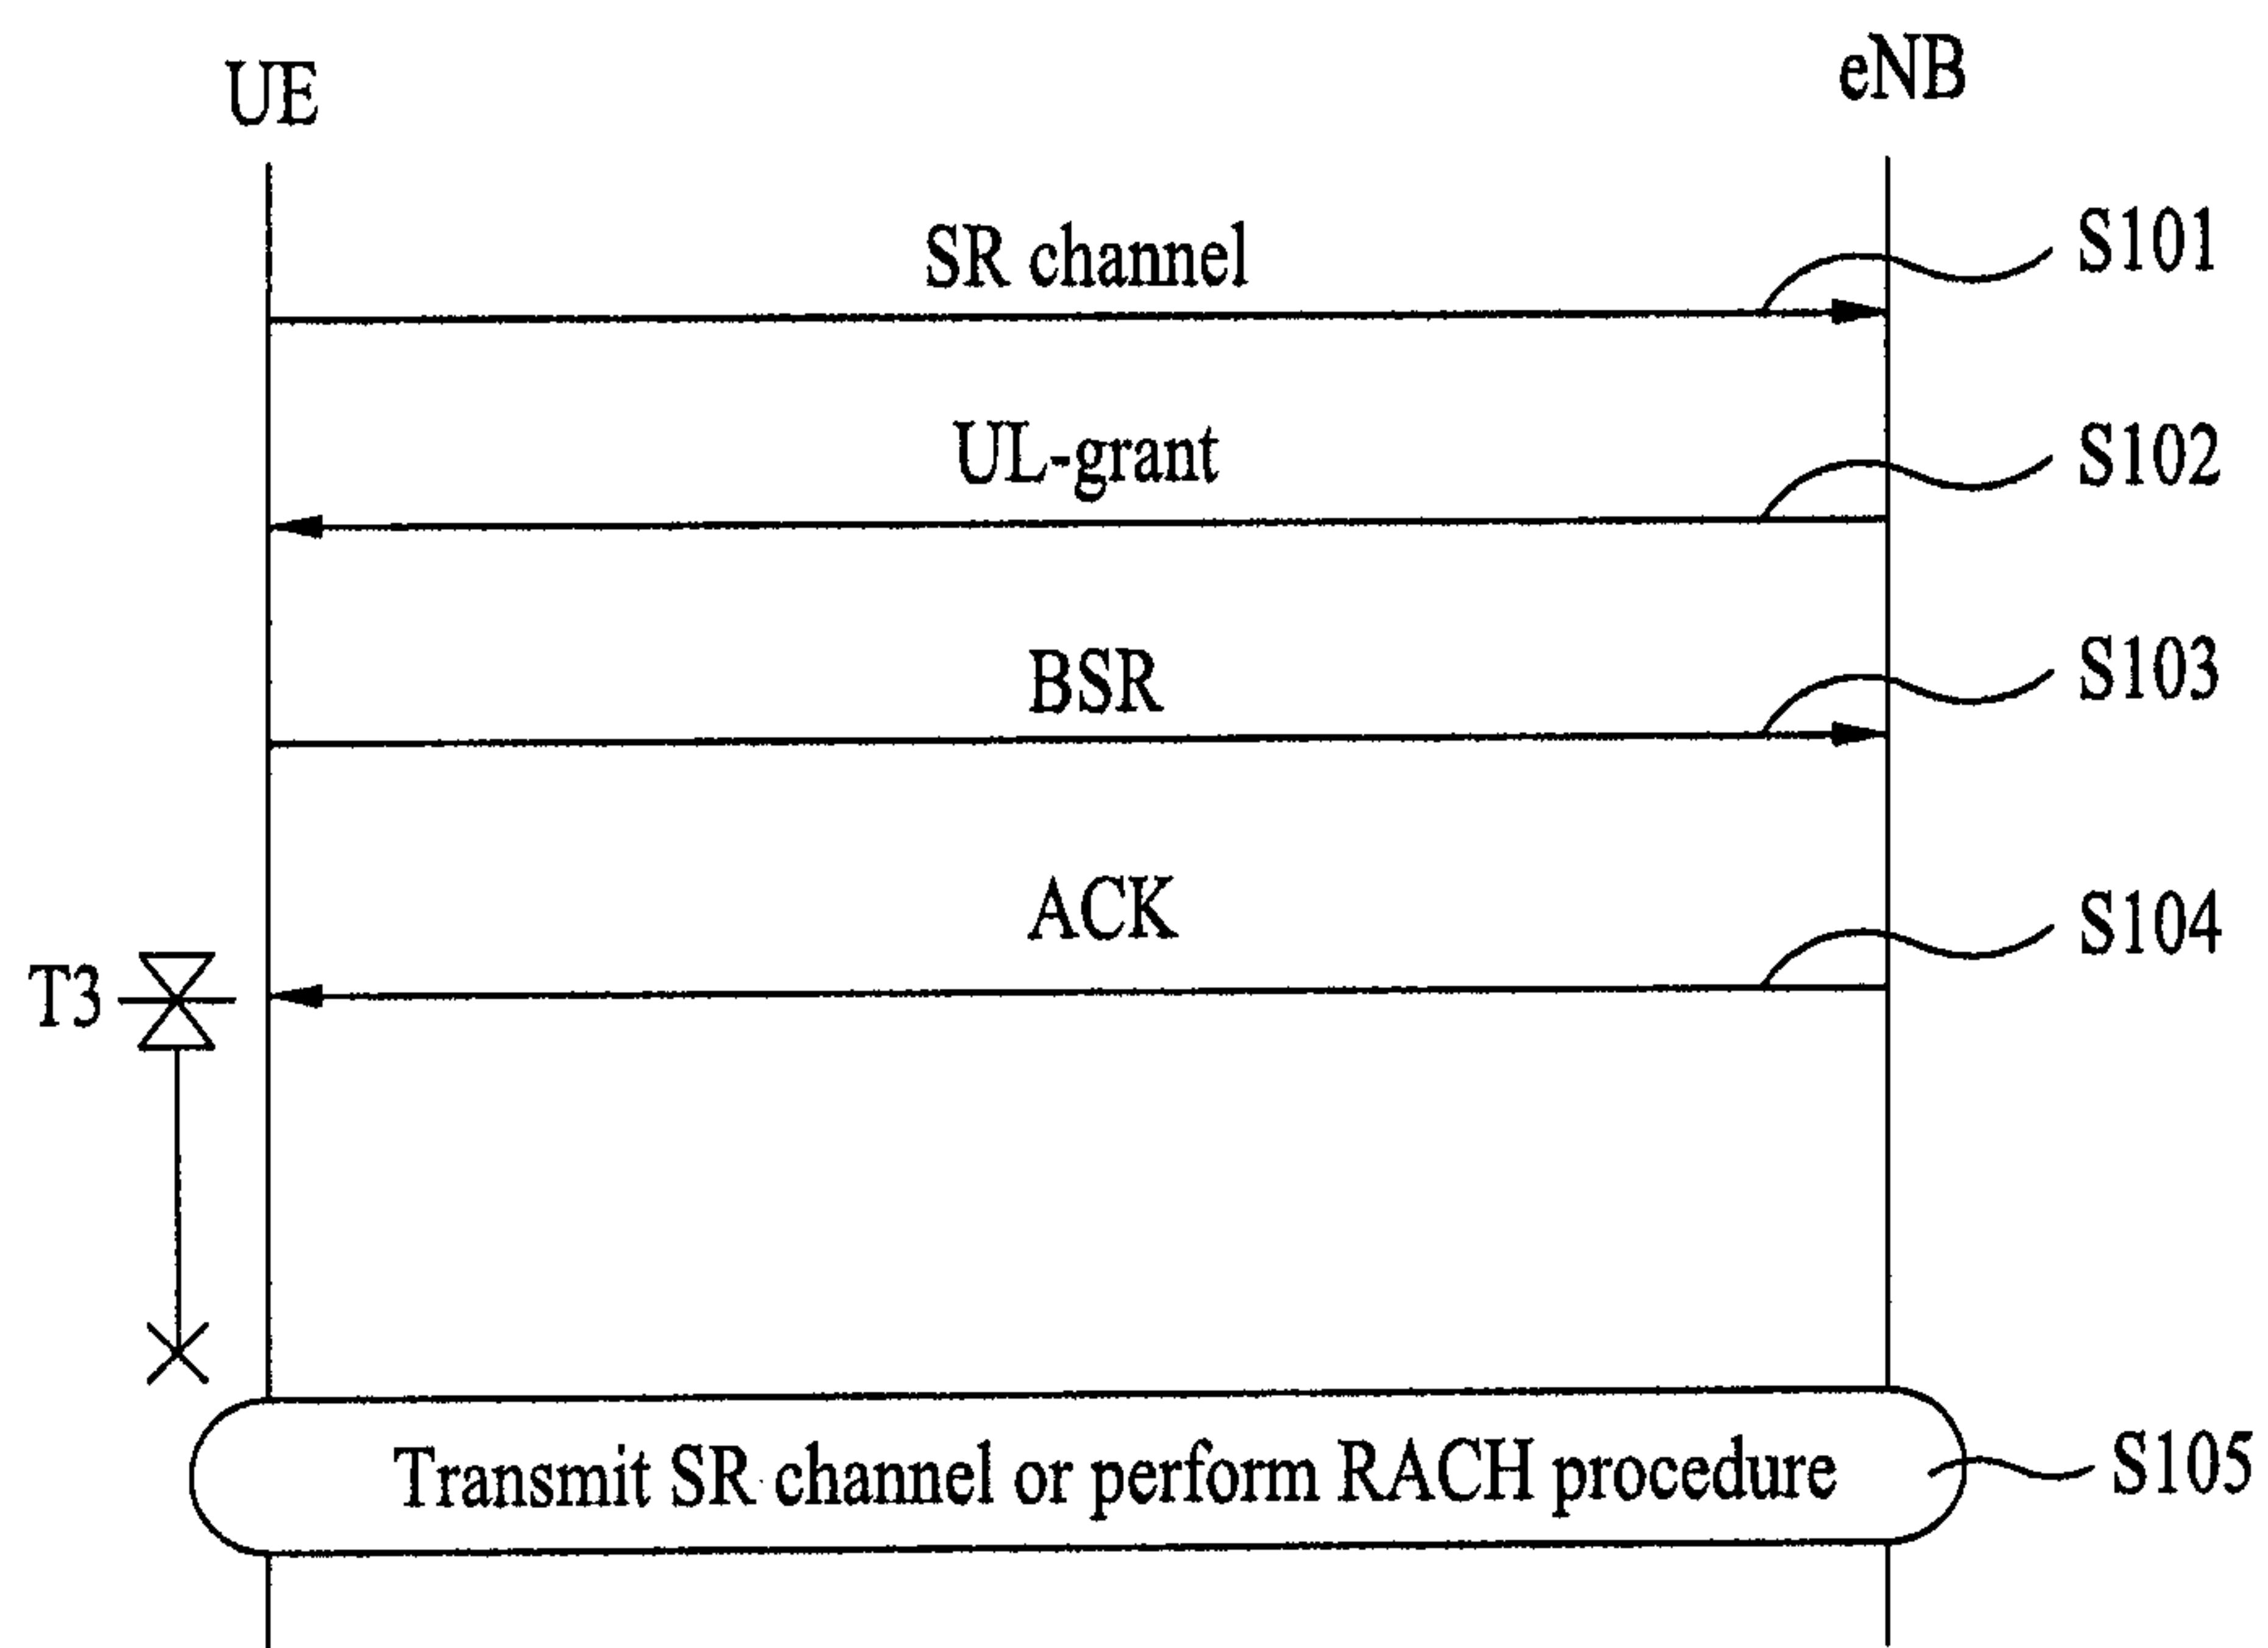 UE
eNB
SR channel
S101
UL-grant
S102
BSR
S103
ACK
S104
T3
Transmit SR channel or perform RACH procedure
S105